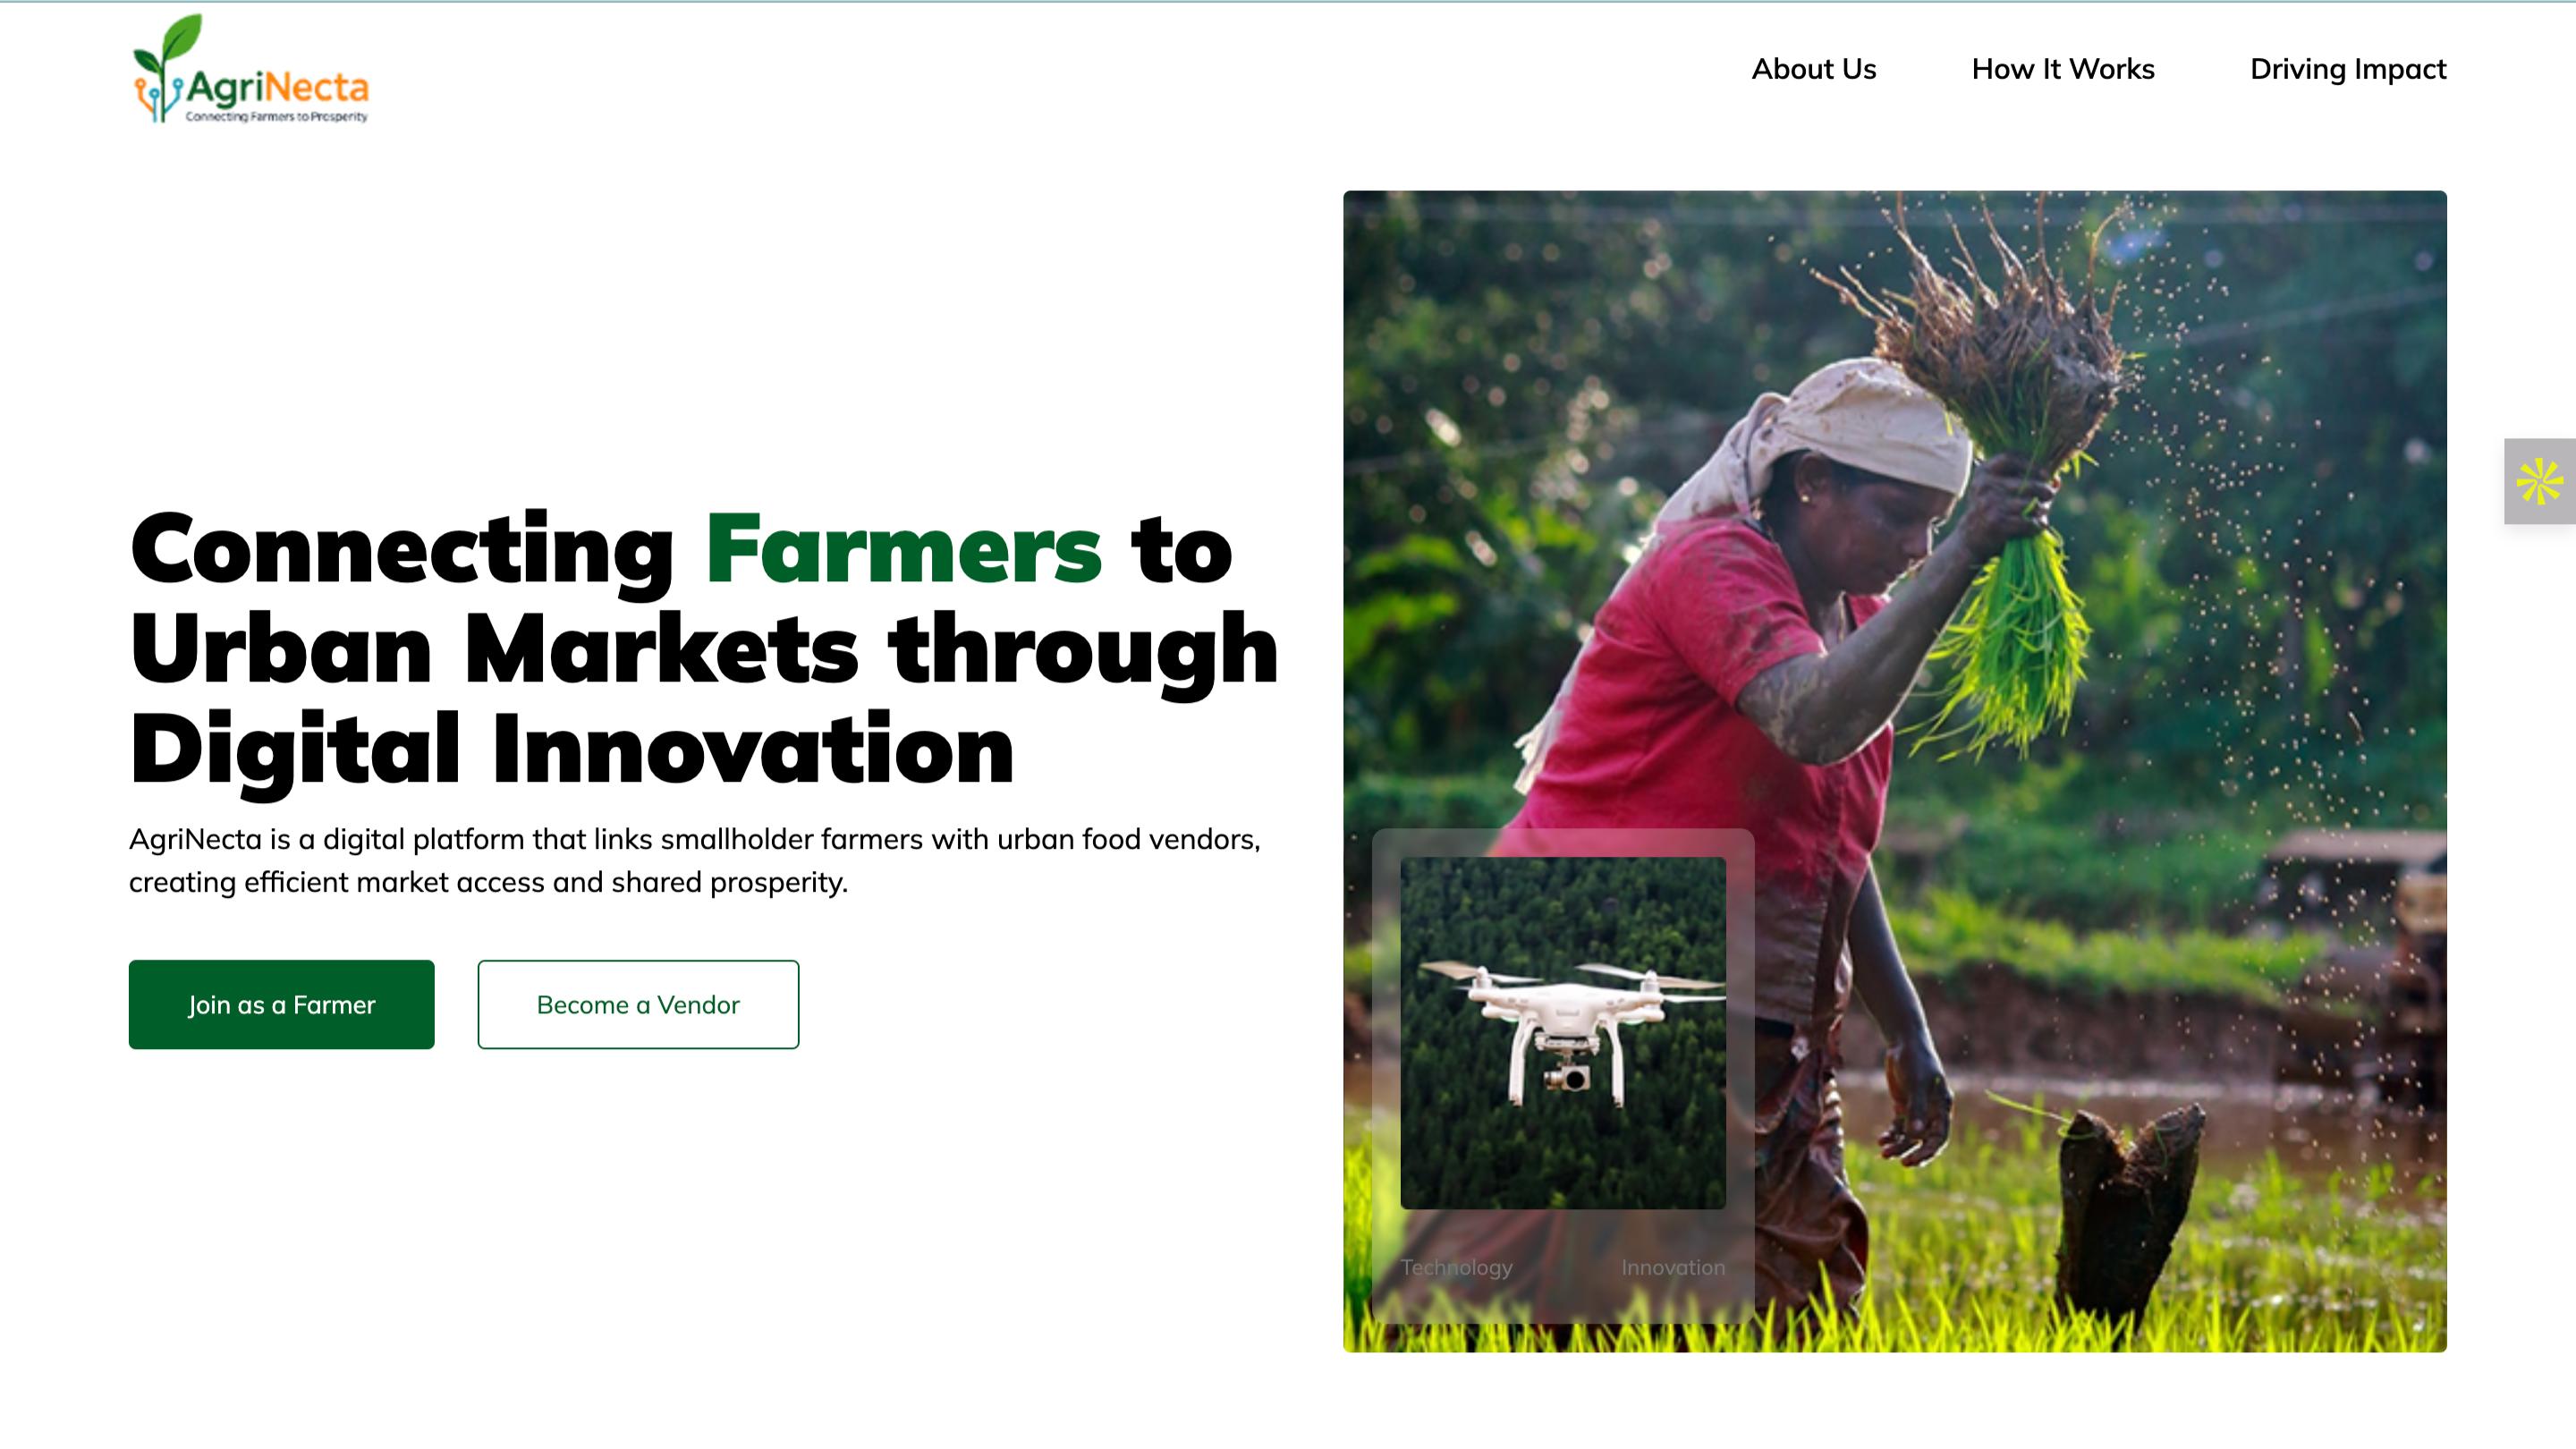 AgriNecta
Connecting Farmers to Prosperity
About Us
How It Works
Driving Impact
Connecting Farmers to
Urban Markets through
Digital Innovation
AgriNecta is a digital platform that links smallholder farmers with urban food vendors,
creating efficient market access and shared prosperity.
Join as a Farmer
Become a Vendor
Technology
Innovation